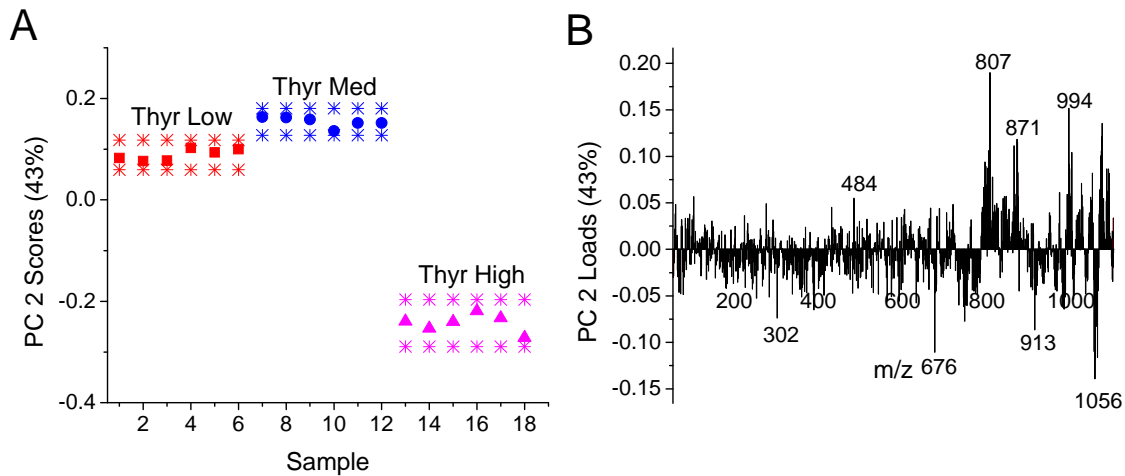 A
PC 2 Scores (43%)
0.2
0.0
-0.2
-0.4
Thyr Low
Thyr Med
Thyr High
2 4 6 8 10 12 14 16 18
Sample
B
PC 2 Loads (43%)
0.20
0.15
0.10
0.05
0.00
-0.05
-0.10
-0.15
807
994
871
484
200 400 600 800 1000
302
913
m/z 676
1056